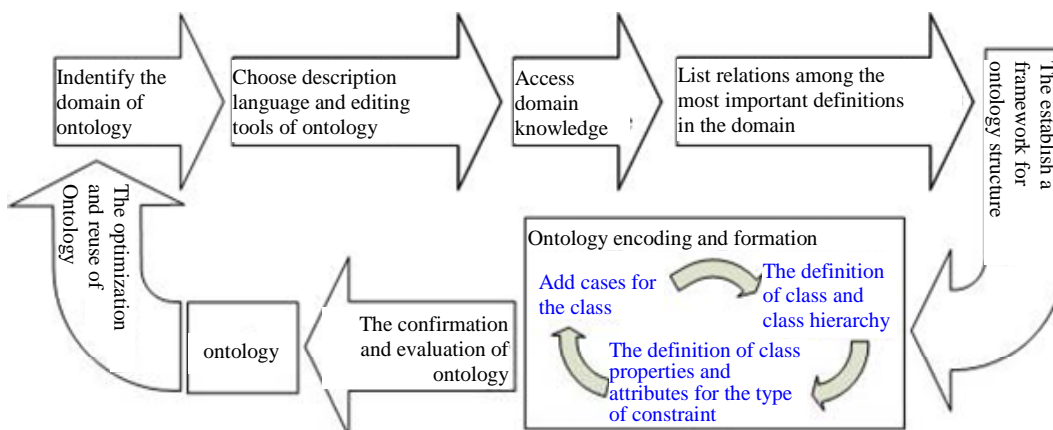 Indentify the
domain of
ontology
Choose description
language and editing
tools of ontology
Access
domain
knowledge
List relations among the
most important definitions
in the domain
The establish a
framework for
ontology structure
Ontology encoding and formation
Add cases for
the class
The definition
of class and
class hierarchy
The definition of class
properties and
attributes for the type
of constraint
The confirmation
and evaluation of
ontology
ontology
The optimization
and reuse of
Ontology